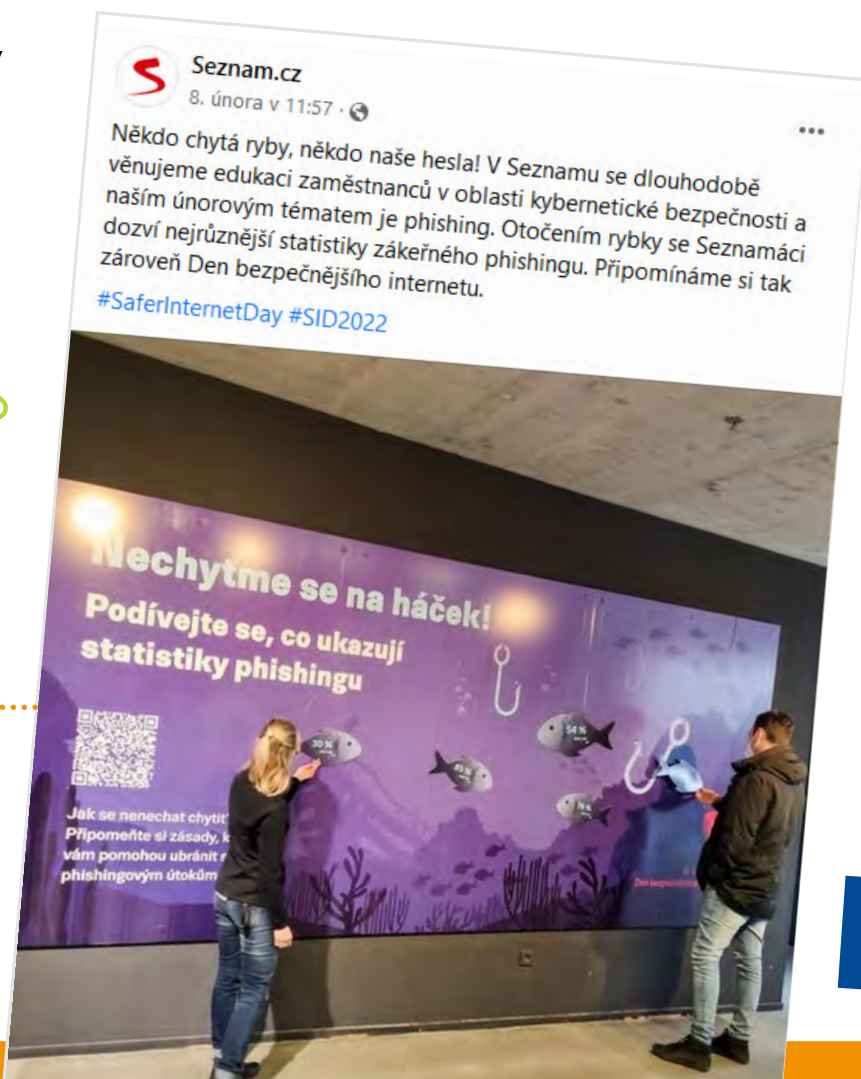 Seznam.cz
8. února v 11:57 ·
Někdo chytá ryby, někdo naše hesla! V Seznamu se dlouhodobě
věnujeme edukaci zaměstnanců v oblasti kybernetické bezpečnosti a
naším únorovým tématem je phishing. Otočením rybky se Seznamáci
dozví nejrůznější statistiky zákeřného phishingu. Připomínáme si tak
zároveň Den bezpečnějšího internetu.
#SaferInternetDay #SID2022
Nechyťme se na háček!
Podívejte se, co ukazují
statistiky phishingu
30 %
54 %
Jak se nenechat chytit
Připomeňte si zásady, k
vám pomohou ubránit s
phishingovým útokům